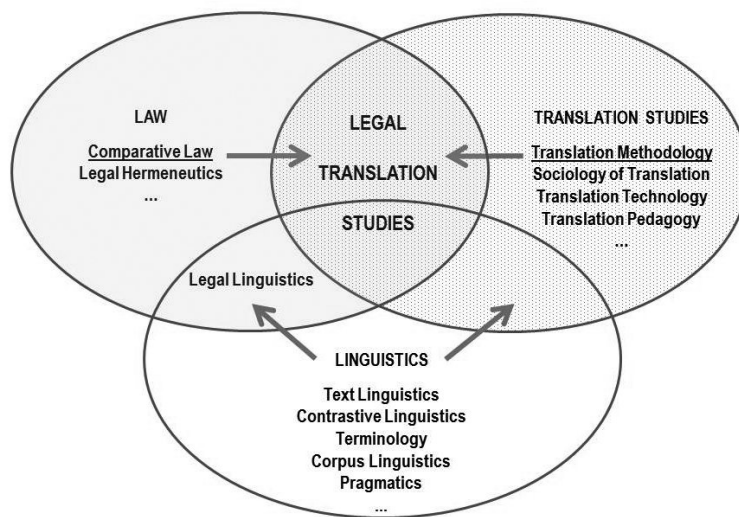 LAW
Comparative Law
Legal Hermeneutics
...
LEGAL
TRANSLATION
STUDIES
TRANSLATION STUDIES
Translation Methodology
Sociology of Translation
Translation Technology
Translation Pedagogy
...
Legal Linguistics
LINGUISTICS
Text Linguistics
Contrastive Linguistics
Terminology
Corpus Linguistics
Pragmatics
...